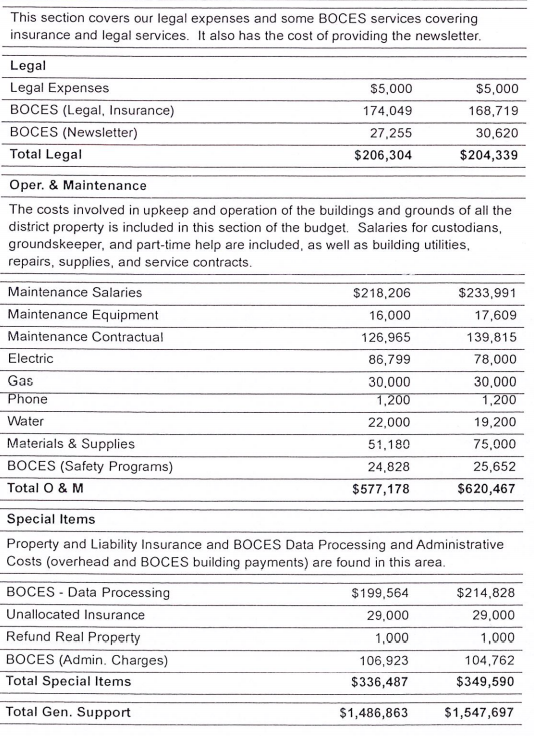 This section covers our legal expenses and some BOCES services covering
insurance and legal services. It also has the cost of providing the newsletter.
Legal
Legal Expenses $5,000 $5,000
BOCES (Legal, Insurance) 174,049 168,719
BOCES (Newsletter) 27,255 30,620
Total Legal $206,304 $204,339
Oper. & Maintenance
The costs involved in upkeep and operation of the buildings and grounds of all the
district property is included in this section of the budget. Salaries for custodians,
groundskeeper, and part-time help are included, as well as building utilities,
repairs, supplies, and service contracts.
Maintenance Salaries $218,206 $233,991
Maintenance Equipment 16,000 17,609
Maintenance Contractual 126,965 139,815
Electric 86,799 78,000
Gas 30,000 30,000
Phone 1,200 1,200
Water 22,000 19,200
Materials & Supplies 51,180 75,000
BOCES (Safety Programs) 24,828 25,652
Total O & M $577,178 $620,467
Special Items
Property and Liability Insurance and BOCES Data Processing and Administrative
Costs (overhead and BOCES building payments) are found in this area.
BOCES - Data Processing $199,564 $214,828
Unallocated Insurance 29,000 29,000
Refund Real Property 1,000 1,000
BOCES (Admin. Charges) 106,923 104,762
Total Special Items $336,487 $349,590
Total Gen. Support $1,486,863 $1,547,697